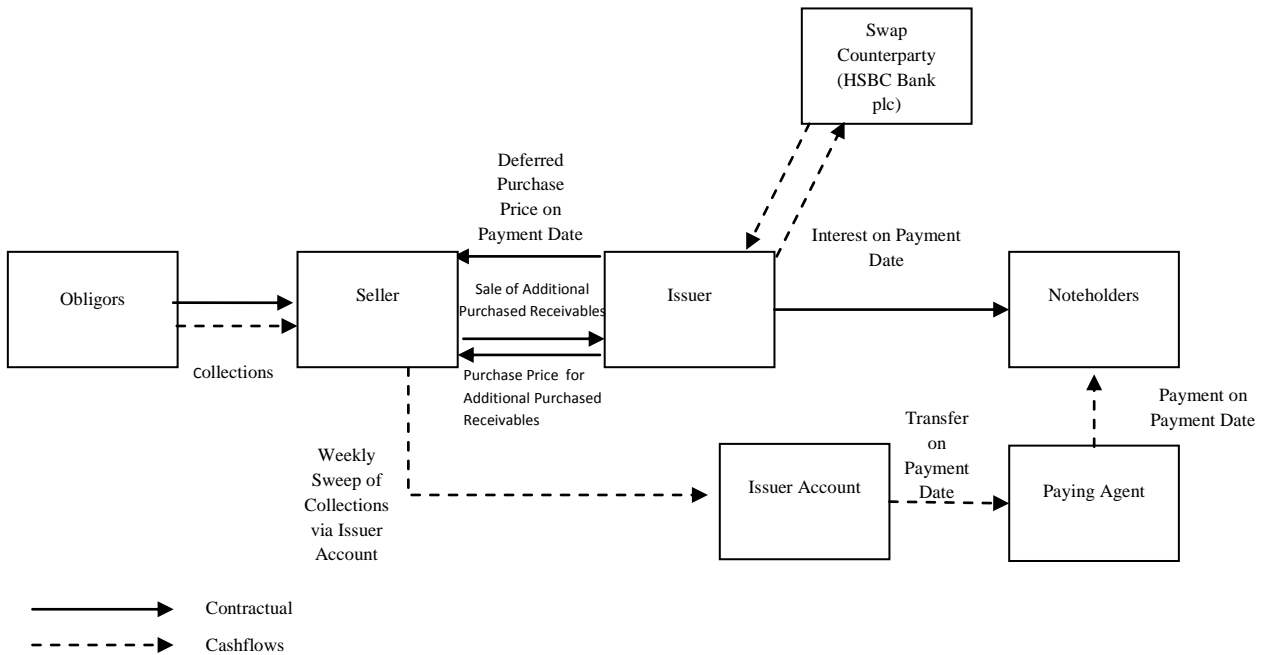 Swap
Counterparty
(HSBC Bank
plc)
Deferred
Purchase
Price on
Payment Date
Interest on Payment
Date
Obligors
Seller
Sale of Additional
Purchased Receivables
Issuer
Noteholders
Collections
Purchase Price for
Additional Purchased
Receivables
Weekly
Sweep of
Collections
via Issuer
Account
Issuer Account
Transfer
on
Payment
Date
Paying Agent
Payment on
Payment Date
Contractual
Cashflows